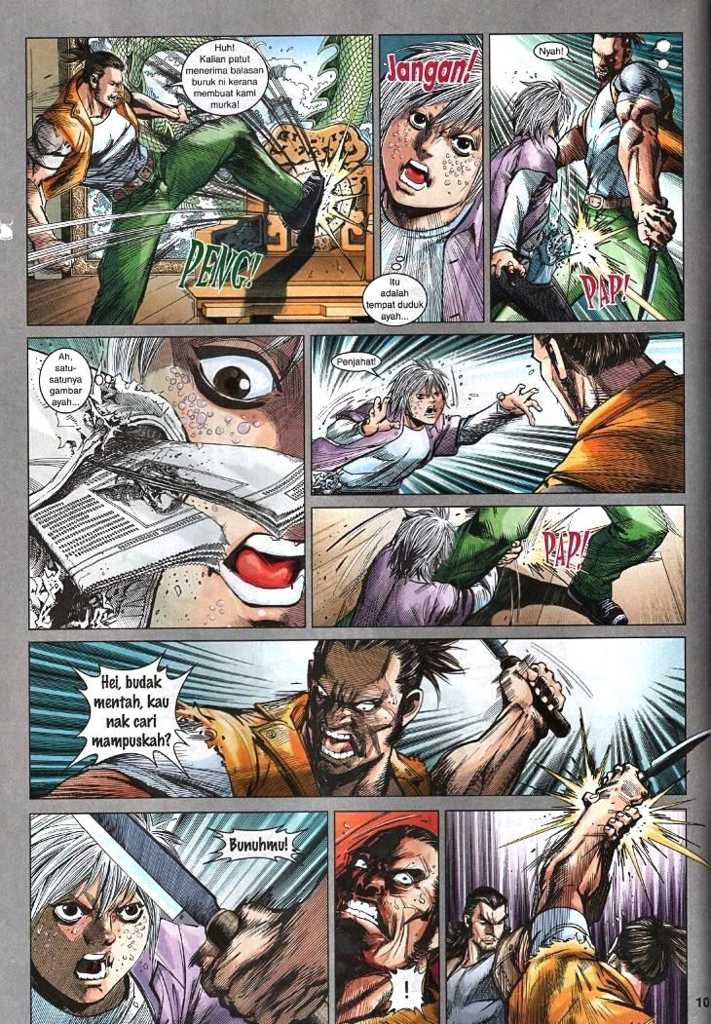 Huh!
Kalian patut
menerima balasan
buruk ni kerana
membuat kami
murka!
PENG!
Jangan!
Itu
adalah
tempat duduk
ayah...
Nyah!
PAP!
Ah,
satu-
satunya
gambar
ayah...
Penjahat!
PAP!
Hei, budak
mentah, kau
nak cari
mampuskah?
Bunuhmu!
!
10